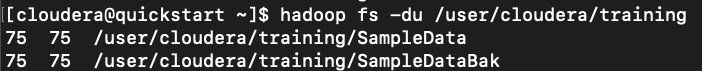 [[cloudera@quickstart ~]$ hadoop fs -du /user/cloudera/training
75  75  /user/cloudera/training/SampleData
75  75  /user/cloudera/training/SampleDataBak